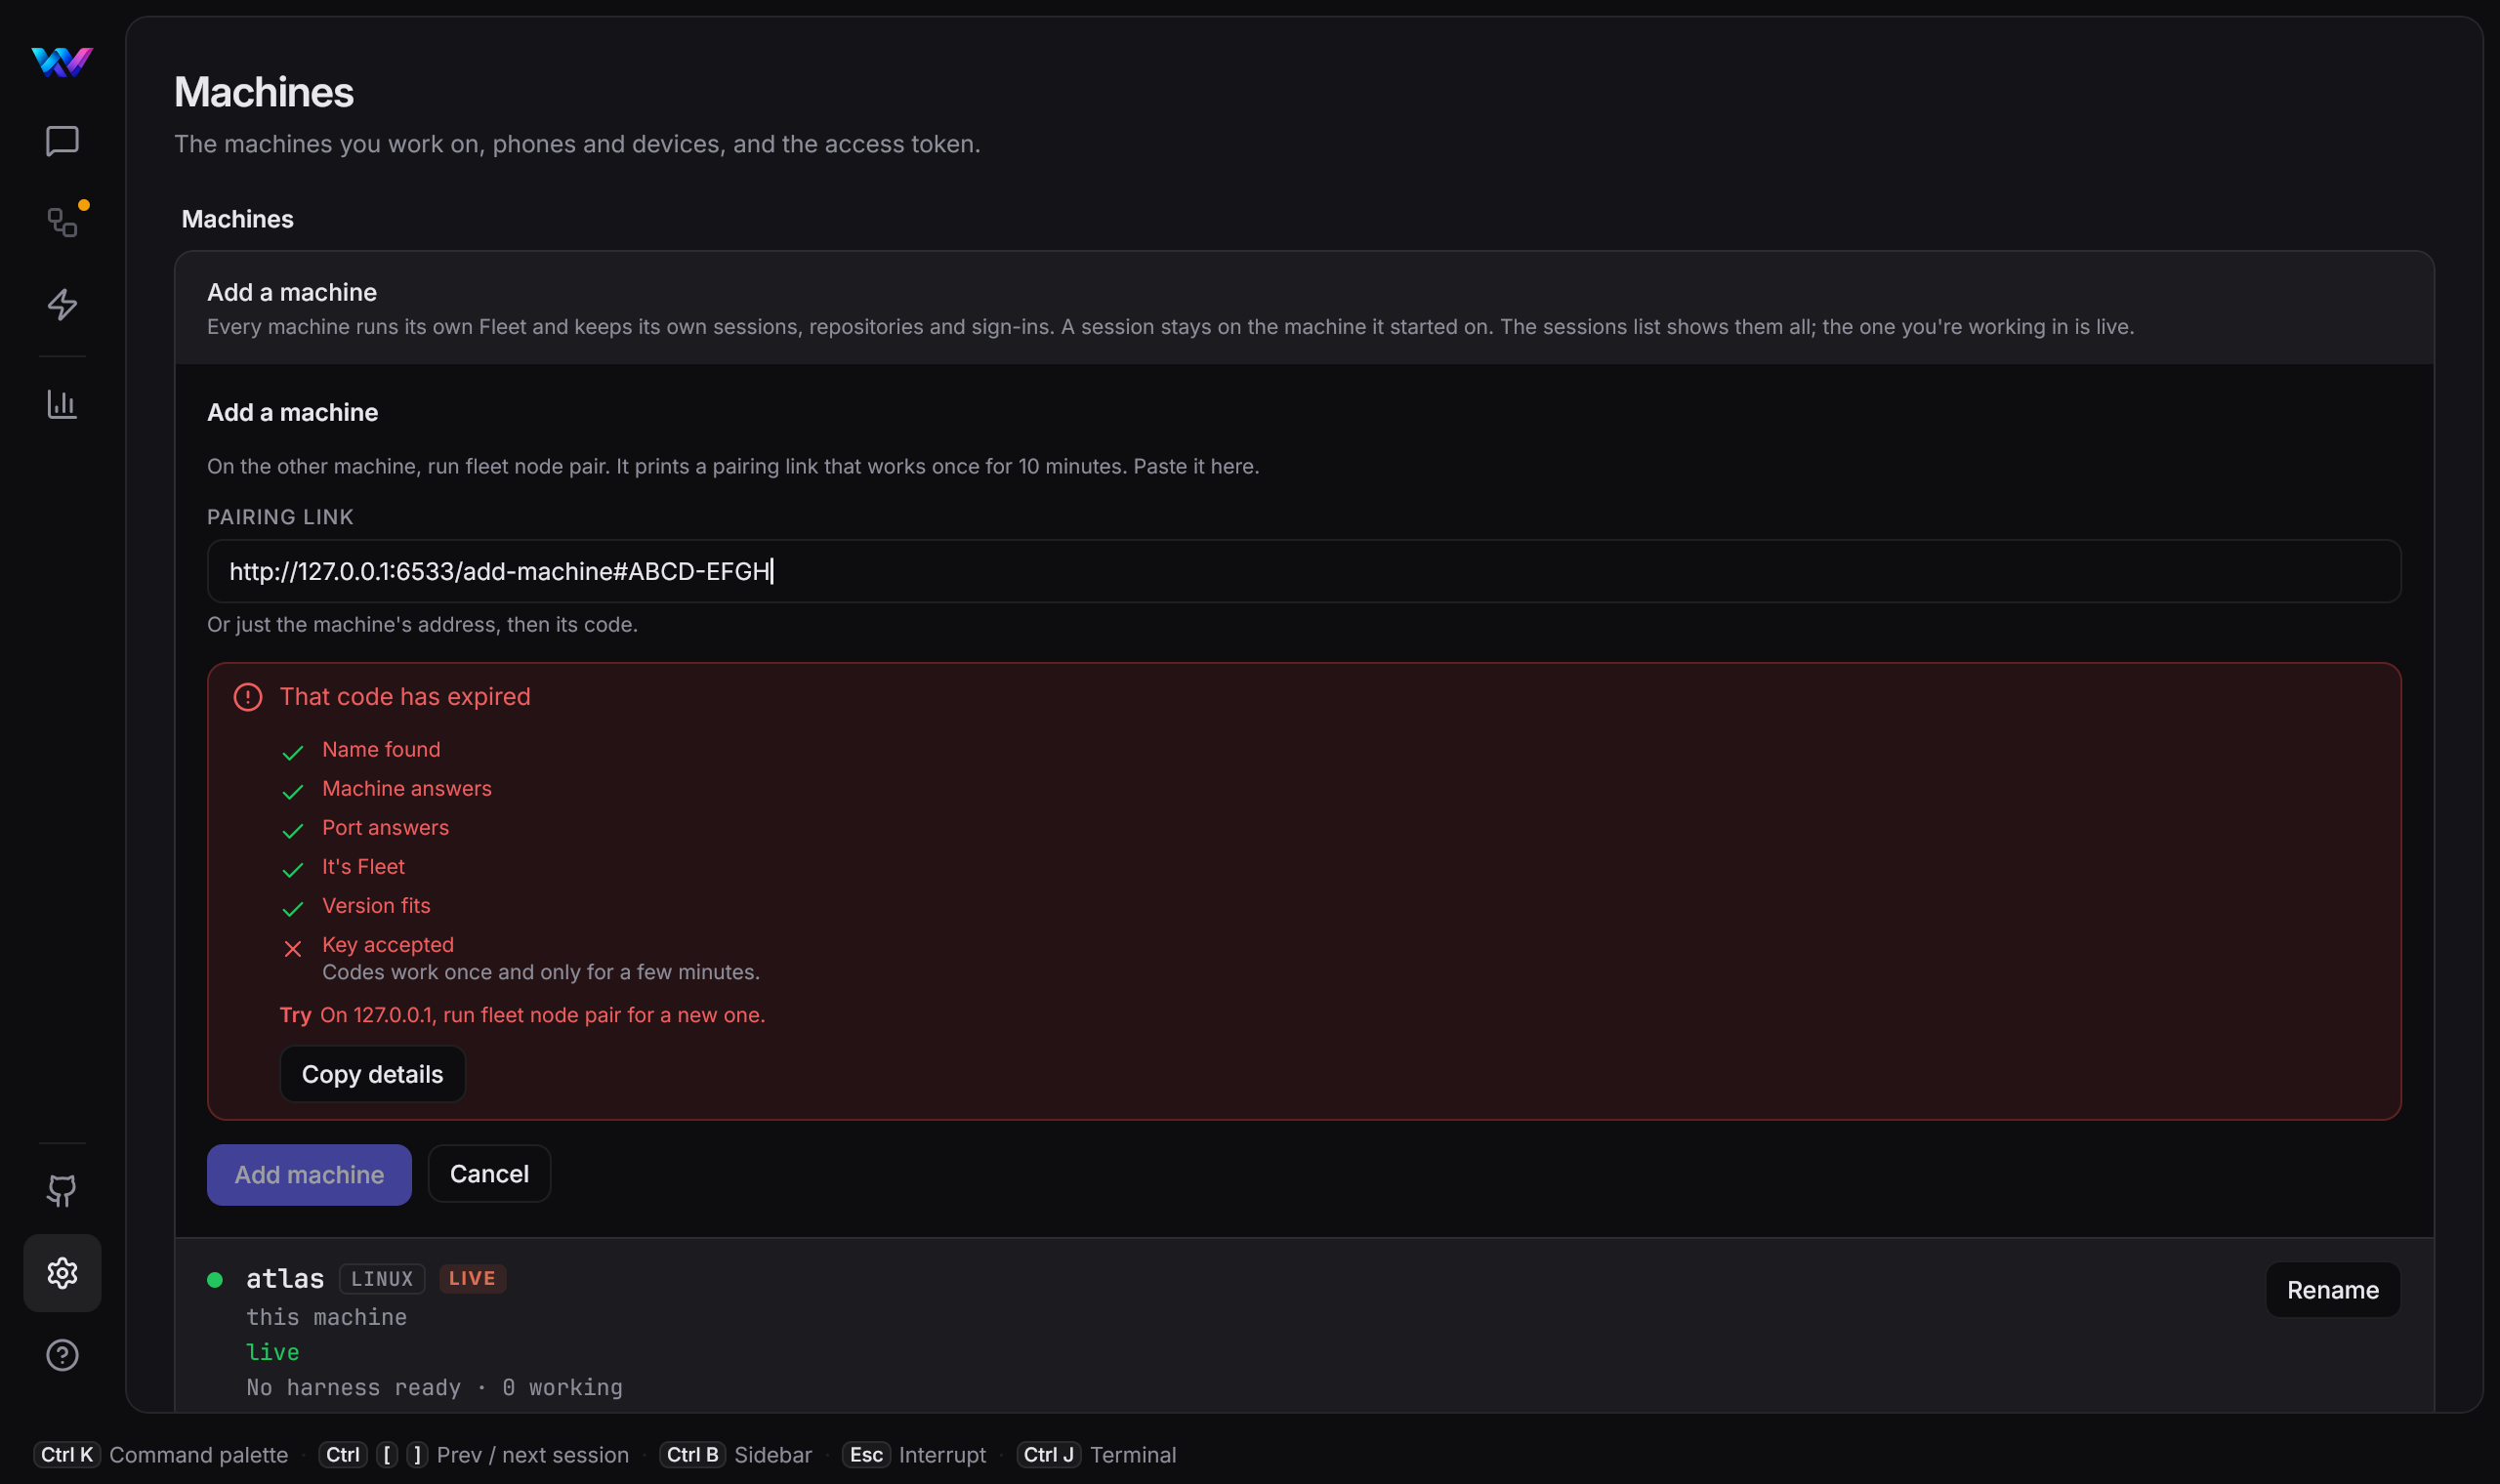 Machines
The machines you work on, phones and devices, and the access token.
Machines
Add a machine
Every machine runs its own Fleet and keeps its own sessions, repositories and sign-ins. A session stays on the machine it started on. The sessions list shows them all; the one you're working in is live.
Add a machine
On the other machine, run fleet node pair. It prints a pairing link that works once for 10 minutes. Paste it here.
PAIRING LINK
http://127.0.0.1:6533/add-machine#ABCD-EFGH
Or just the machine's address, then its code.
That code has expired
Name found
Machine answers
Port answers
It's Fleet
Version fits
Key accepted
Codes work once and only for a few minutes.
Try On 127.0.0.1, run fleet node pair for a new one.
Copy details
Add machine Cancel
atlas LINUX LIVE
Rename
this machine
live
No harness ready · 0 working
Ctrl K Command palette · Ctrl [ ] Prev / next session · Ctrl B Sidebar · Esc Interrupt · Ctrl J Terminal